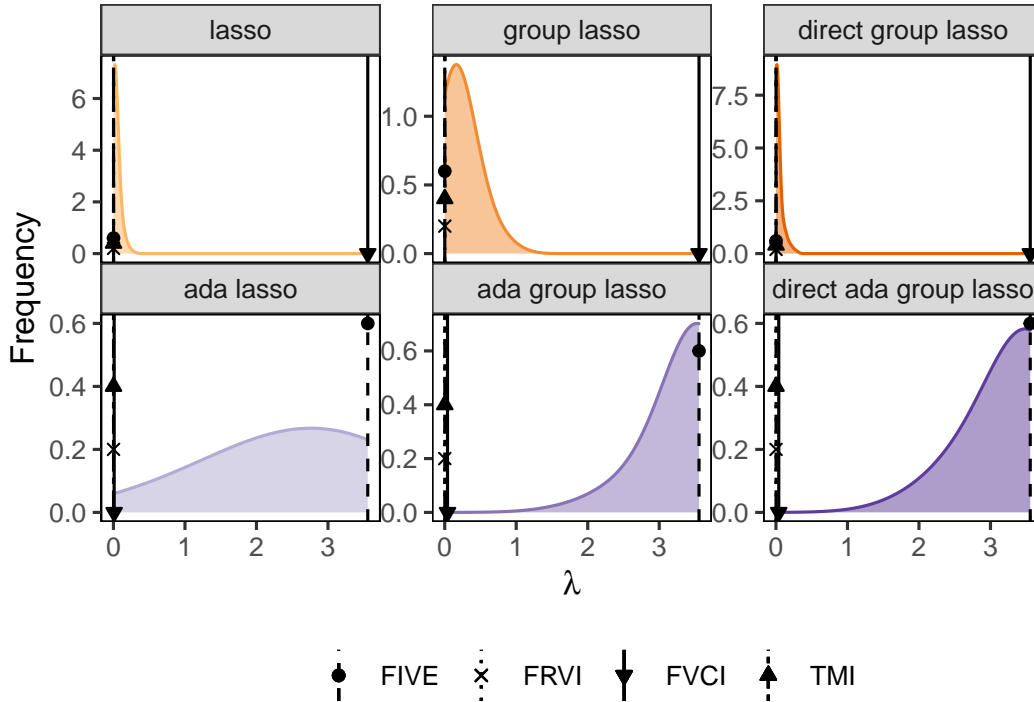 lasso
group lasso
direct group lasso
6
4
2
0
1.0
0.5
0.0
7.5
5.0
2.5
0.0
Frequency
ada lasso
ada group lasso
direct ada group lasso
0.6
0.4
0.2
0.0
0.6
0.4
0.2
0.0
0.6
0.4
0.2
0.0
0 1 2 3
0 1 2 3
0 1 2 3
λ
FIVE FRVI FVCI TMI